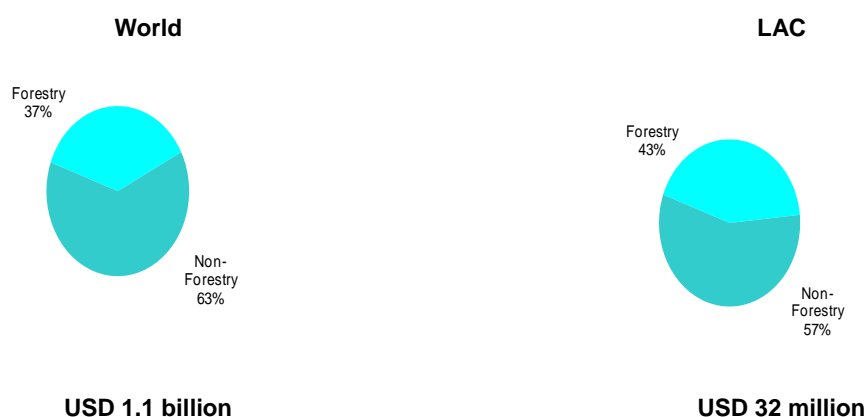 World
Forestry
37%
Non-
Forestry
63%
USD 1.1 billion
LAC
Forestry
43%
Non-
Forestry
57%
USD 32 million